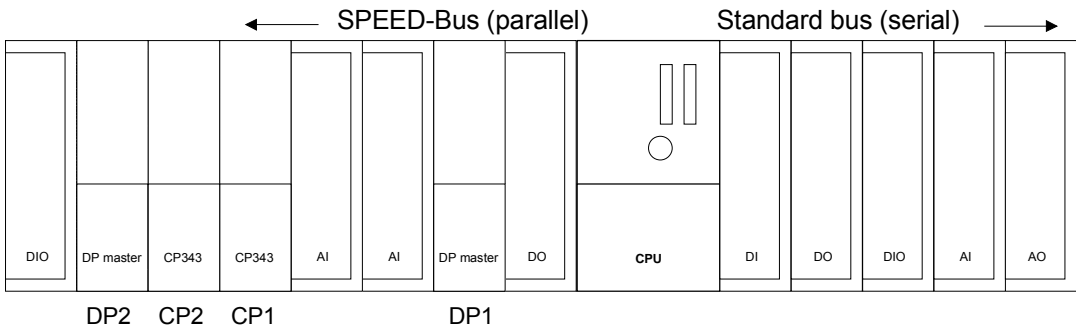 SPEED-Bus (parallel) Standard bus (serial)
DIO DP master CP343 CP343 AI AI DP master DO CPU DI DO DIO AI AO
DP2 CP2 CP1 DP1